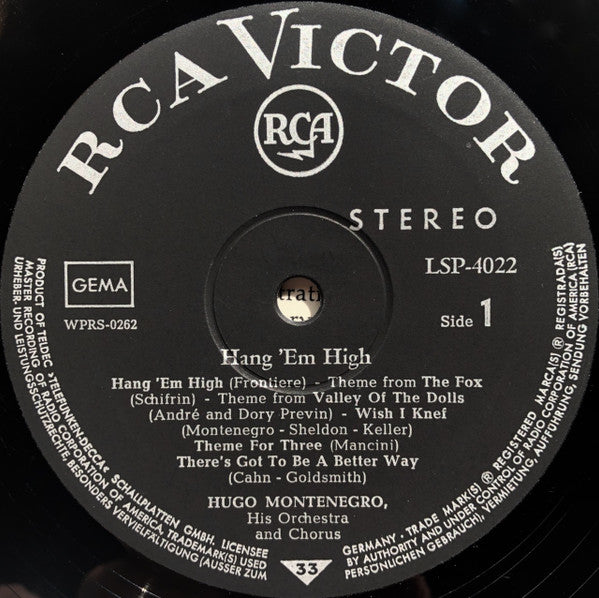 RCA VICTOR
RCA
STEREO
GEMA
WPRS-0262
LSP-4022
Side 1
trati
Hang 'Em High
Hang 'Em High (Frontiere) - Theme from The Fox
(Schifrin) - Theme from Valley Of The Dolls
(André and Dory Previn) - Wish I Knef
(Montenegro - Sheldon - Keller)
Theme For Three (Mancini)
There's Got To Be A Better Way
(Cahn - Goldsmith)
HUGO MONTENEGRO,
His Orchestra
and Chorus
PRODUCT OF TELDEC »TELEFUNKEN-DECCA« SCHALLPLATTEN GMBH. LICENSEE
MASTER RECORDING OF RADIO CORPORATION OF AMERICA, TRADEMARK(S) USED
URHEBER- UND LEISTUNGSSCHUTZRECHTE, BESONDERS VERVIELFÄLTIGUNG (AUSSER ZUM
33
GERMANY · TRADE MARK(S) ® REGISTERED MARCA(S) ® REGISTRADA(S)
BY AUTHORITY AND UNDER CONTROL OF RADIO CORPORATION OF AMERICA (RCA)
PERSÖNLICHEN GEBRAUCH), VERMIETUNG, AUFFÜHRUNG, SENDUNG VORBEHALTEN